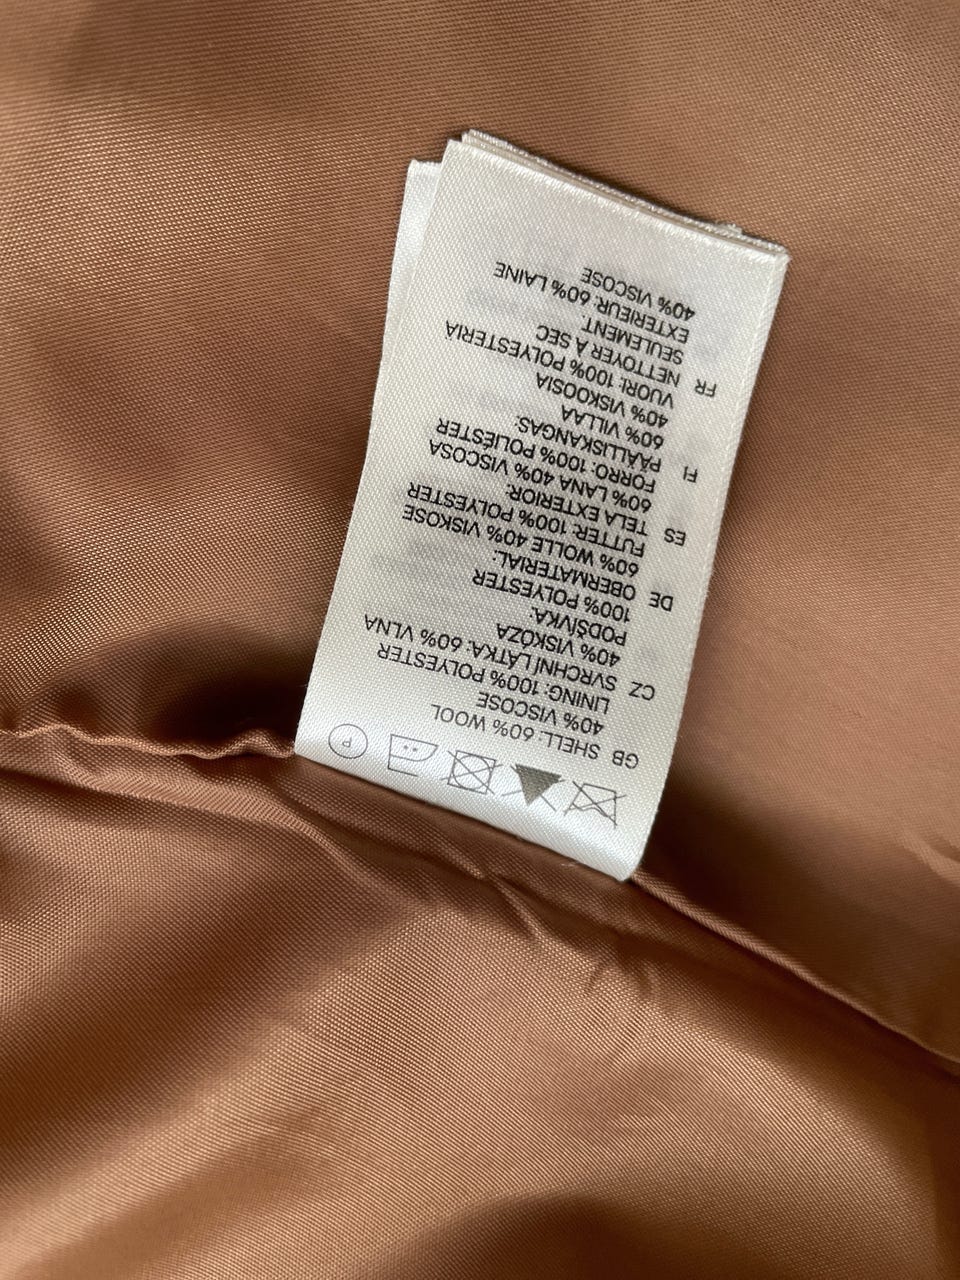 P
GB SHELL: 60% WOOL
40% VISCOSE
LINING: 100% POLYESTER
CZ SVRCHNÍ LÁTKA: 60% VLNA
40% VISKÓZA
PODŠÍVKA:
100% POLYESTER
DE OBERMATERIAL:
60% WOLLE 40% VISKOSE
FUTTER: 100% POLYESTER
ES TELA EXTERIOR:
60% LANA 40% VISCOSA
FORRO: 100% POLIÉSTER
FI PÄÄLLISKANGAS:
60% VILLAA
40% VISKOOSIA
VUORI: 100% POLYESTERIÄ
FR NETTOYER A SEC
SEULEMENT.
EXTERIEUR: 60% LAINE
40% VISCOSE